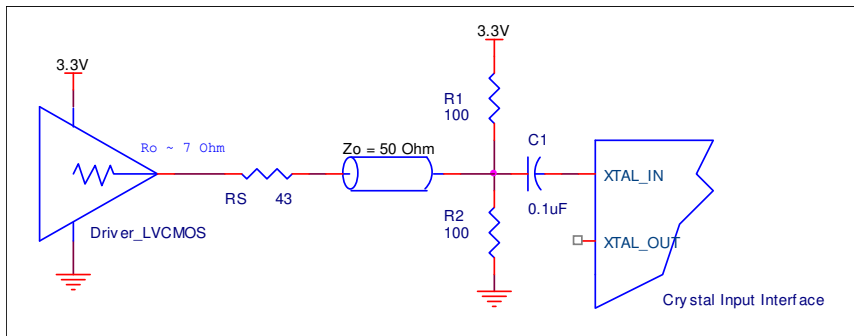 3.3V
3.3V
R1
100
C1
Ro ~ 7 Ohm
Zo = 50 Ohm
RS
43
XTAL_IN
0.1uF
R2
100
XTAL_OUT
Driver_LVCMOS
Crystal Input Interface